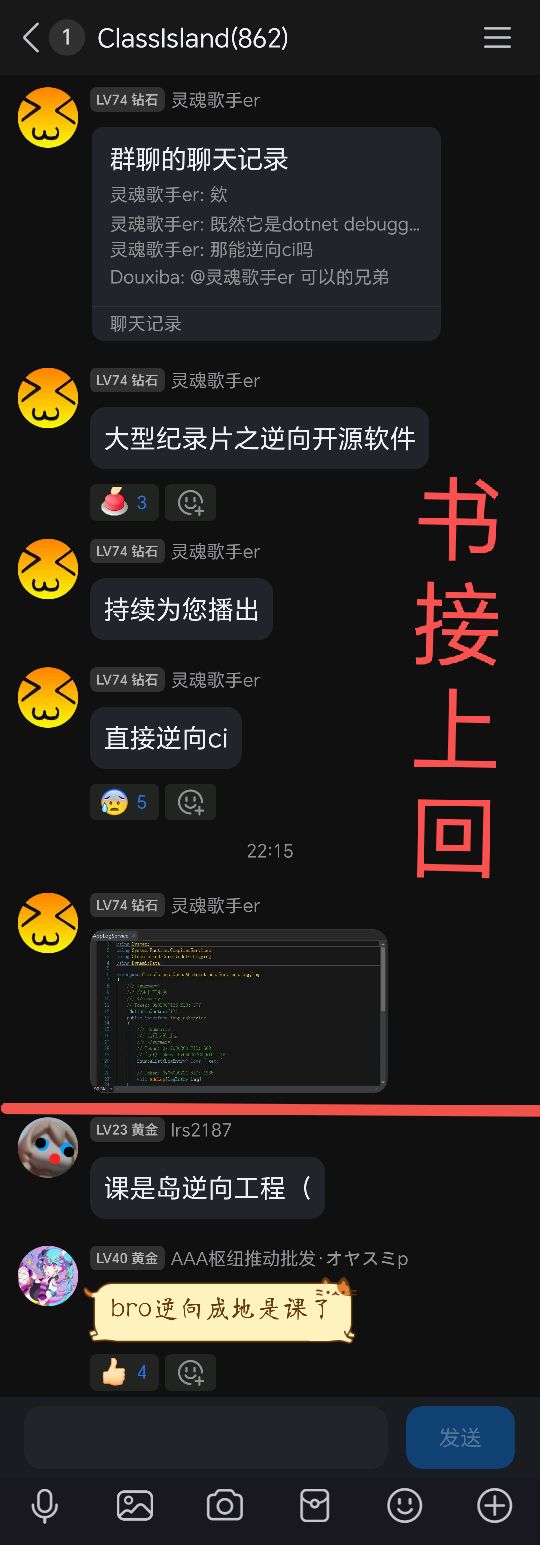 1 ClassIsland(862)
LV74 钻石 灵魂歌手er
群聊的聊天记录
灵魂歌手er: 欸
灵魂歌手er: 既然它是dotnet debugg...
灵魂歌手er: 那能逆向ci吗
Douxiba: @灵魂歌手er 可以的兄弟
聊天记录
LV74 钻石 灵魂歌手er
大型纪录片之逆向开源软件
3
LV74 钻石 灵魂歌手er
持续为您播出
LV74 钻石 灵魂歌手er
直接逆向ci
5
书
接
上
回
22:15
LV74 钻石 灵魂歌手er
AppLogService
using System;
LV23 黄金 lrs2187
课是岛逆向工程（
LV40 黄金 AAA枢纽推动批发·オヤスミp
bro逆向成地是课了
4
发送